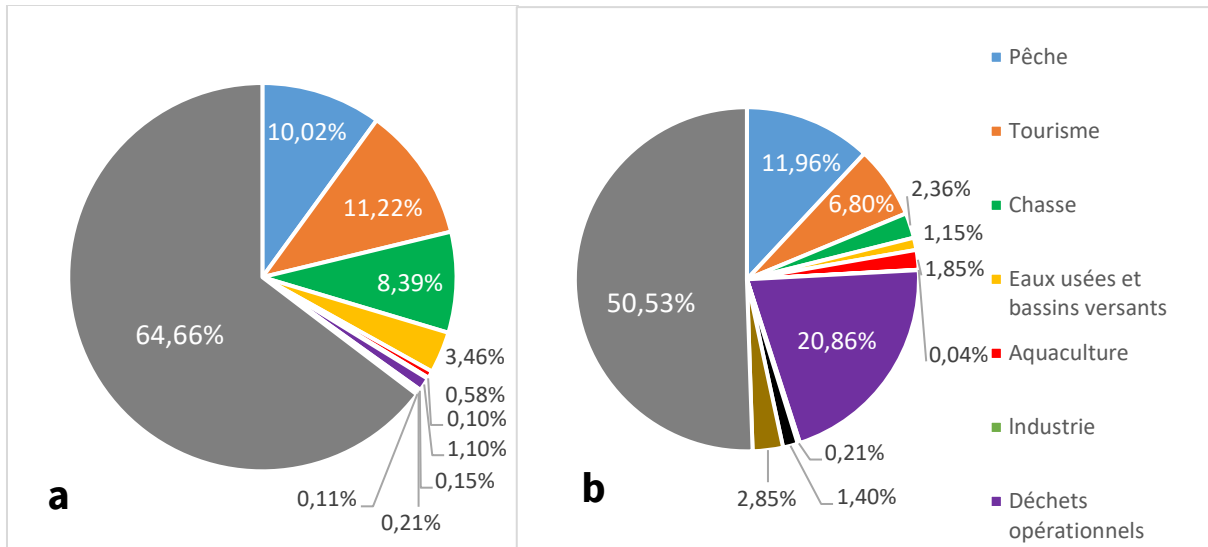 10,02%
11,22%
8,39%
64,66%
3,46%
0,58%
0,10%
1,10%
0,15%
0,11%
0,21%
a
11,96%
6,80%
2,36%
1,15%
1,85%
50,53%
20,86%
0,04%
0,21%
1,40%
2,85%
b
Pêche
Tourisme
Chasse
Eaux usées et
bassins versants
Aquaculture
Industrie
Déchets
opérationnels